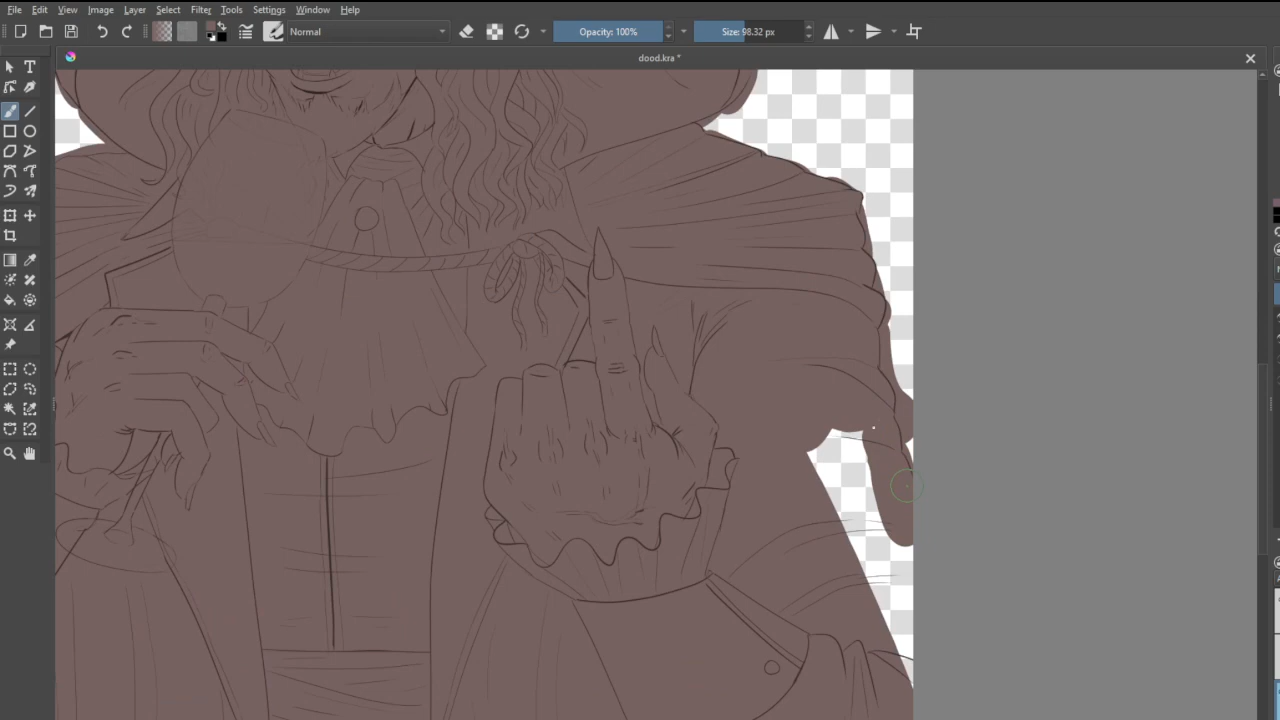 File Edit View Image Layer Select Filter Tools Settings Window Help
Normal Opacity: 100% Size: 98.32 px
dood.kra *
T